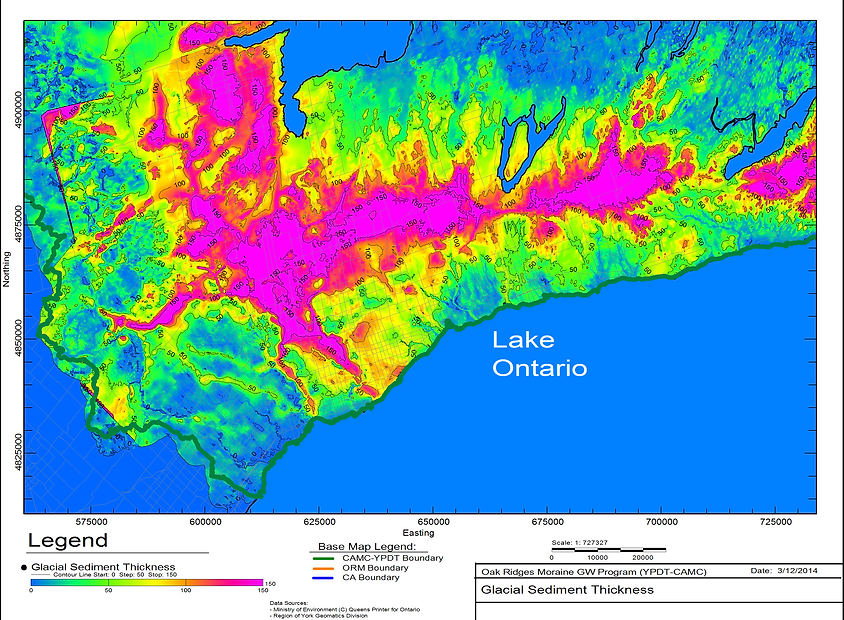 Northing
4900000
4875000
4850000
4825000
Lake
Ontario
575000
600000
625000
650000
675000
700000
725000
Easting
Legend
Glacial Sediment Thickness
Contour Line Start: 0 Step: 50 Stop: 150
0
50
100
150
150
Base Map Legend:
CAMC-YPDT Boundary
ORM Boundary
CA Boundary
Data Sources:
- Ministry of Environment (C) Queens Printer for Ontario
- Region of York Geomatics Division
Scale: 1: 727327
0 10000 20000
Oak Ridges Moraine GW Program (YPDT-CAMC) Date: 3/12/2014
Glacial Sediment Thickness